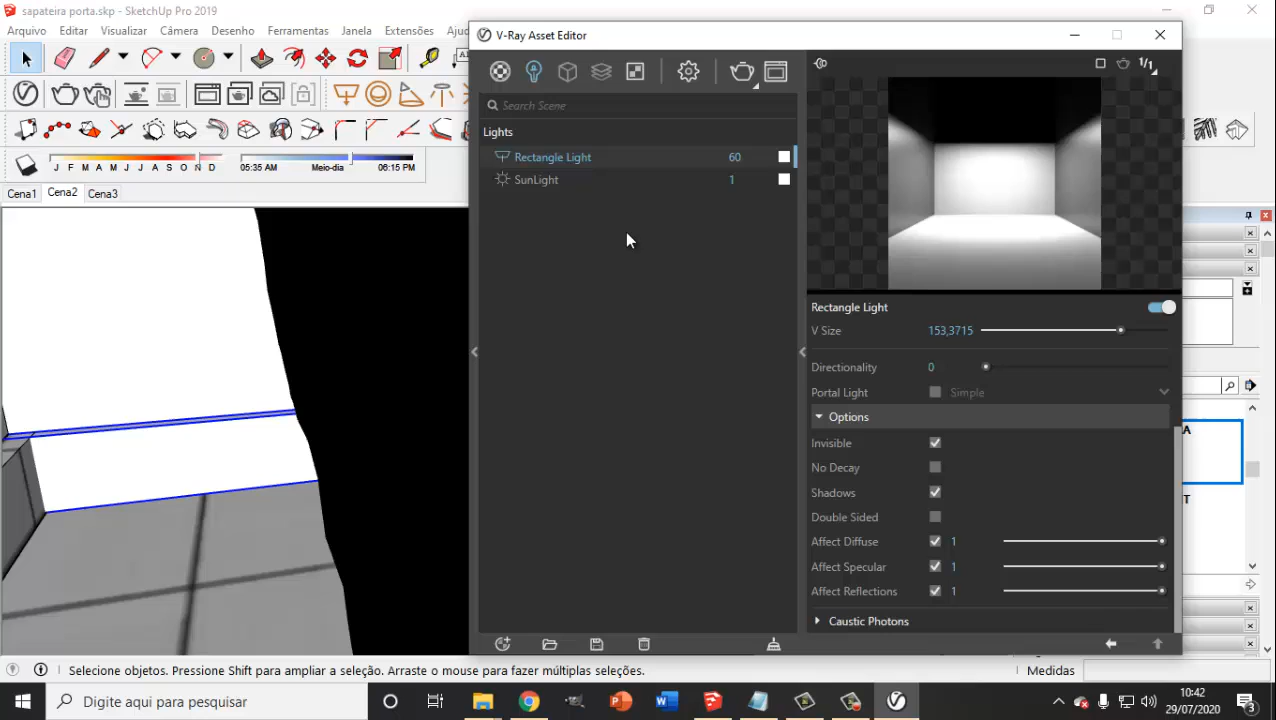 sapateira porta.skp - SketchUp Pro 2019
Arquivo Editar Visualizar Câmera Desenho Ferramentas Janela Extensões Aju
V-Ray Asset Editor
Search Scene
Lights
Rectangle Light 60
SunLight 1
J F M A M J J A S O N D 05:35 AM Meio-dia 06:15 PM
Cena1 Cena2 Cena3
Rectangle Light
V Size 153,3715
Directionality 0
Portal Light Simple
Options
Invisible
No Decay
Shadows
Double Sided
Affect Diffuse 1
Affect Specular 1
Affect Reflections 1
Caustic Photons
A
T
1/1
Selecione objetos. Pressione Shift para ampliar a seleção. Arraste o mouse para fazer múltiplas seleções.
Medidas
Digite aqui para pesquisar
10:42
29/07/2020
3